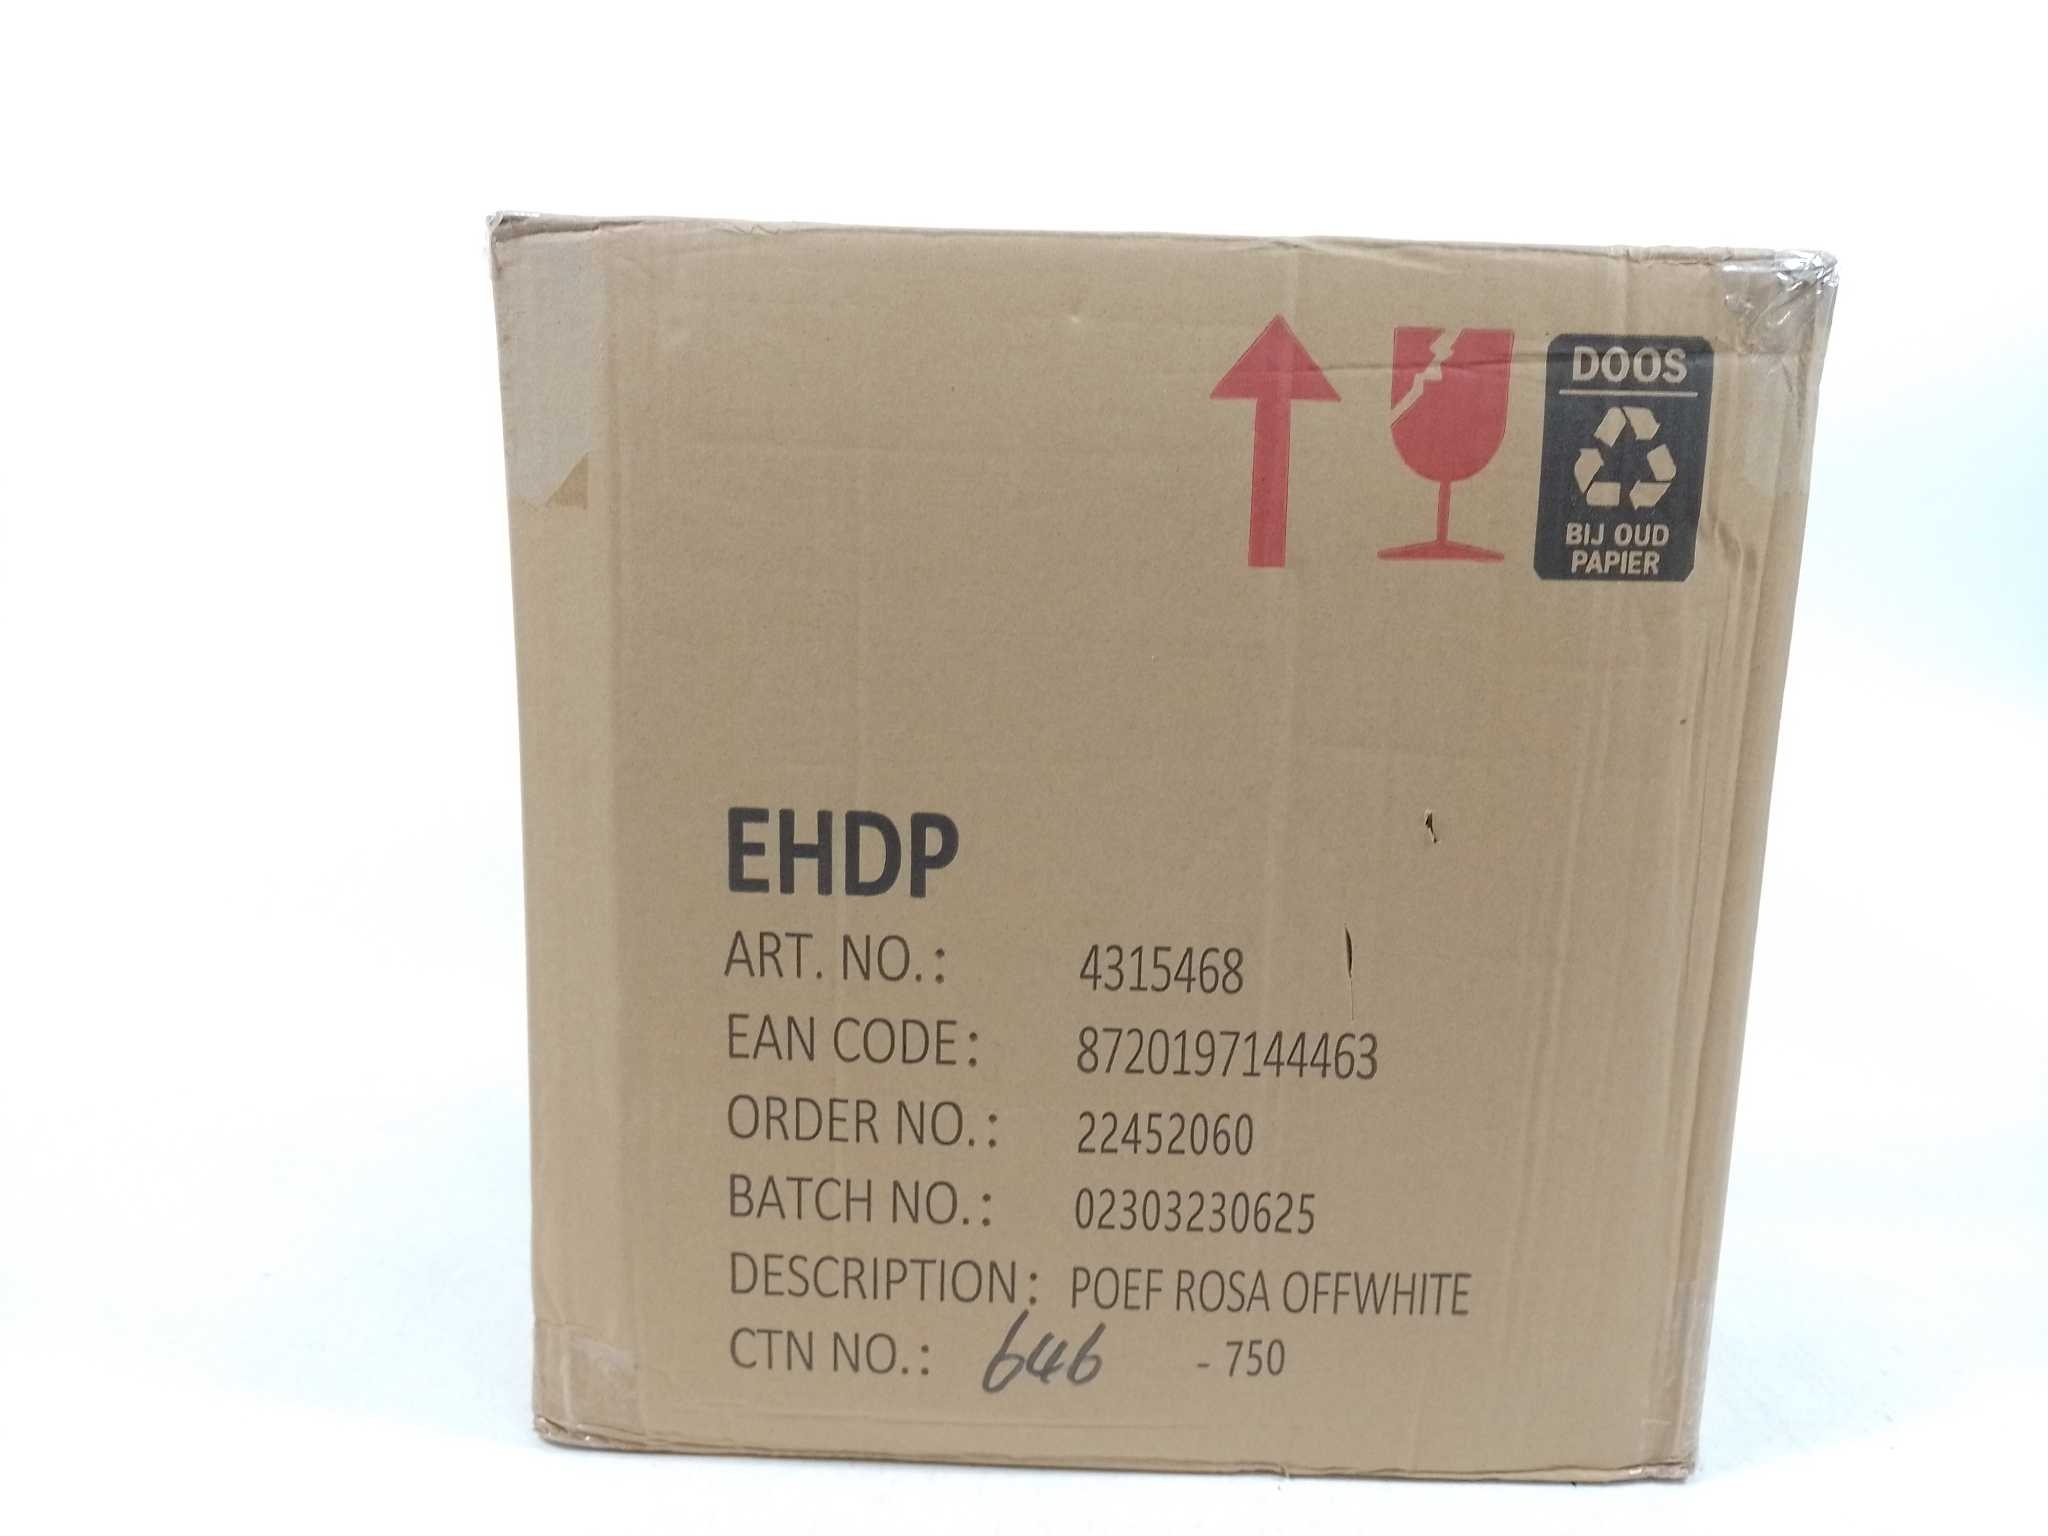 DOOS
BIJ OUD
PAPIER
EHDP
ART. NO.: 4315468
EAN CODE: 8720197144463
ORDER NO.: 22452060
BATCH NO.: 02303230625
DESCRIPTION: POEF ROSA OFFWHITE
CTN NO.: 646 - 750